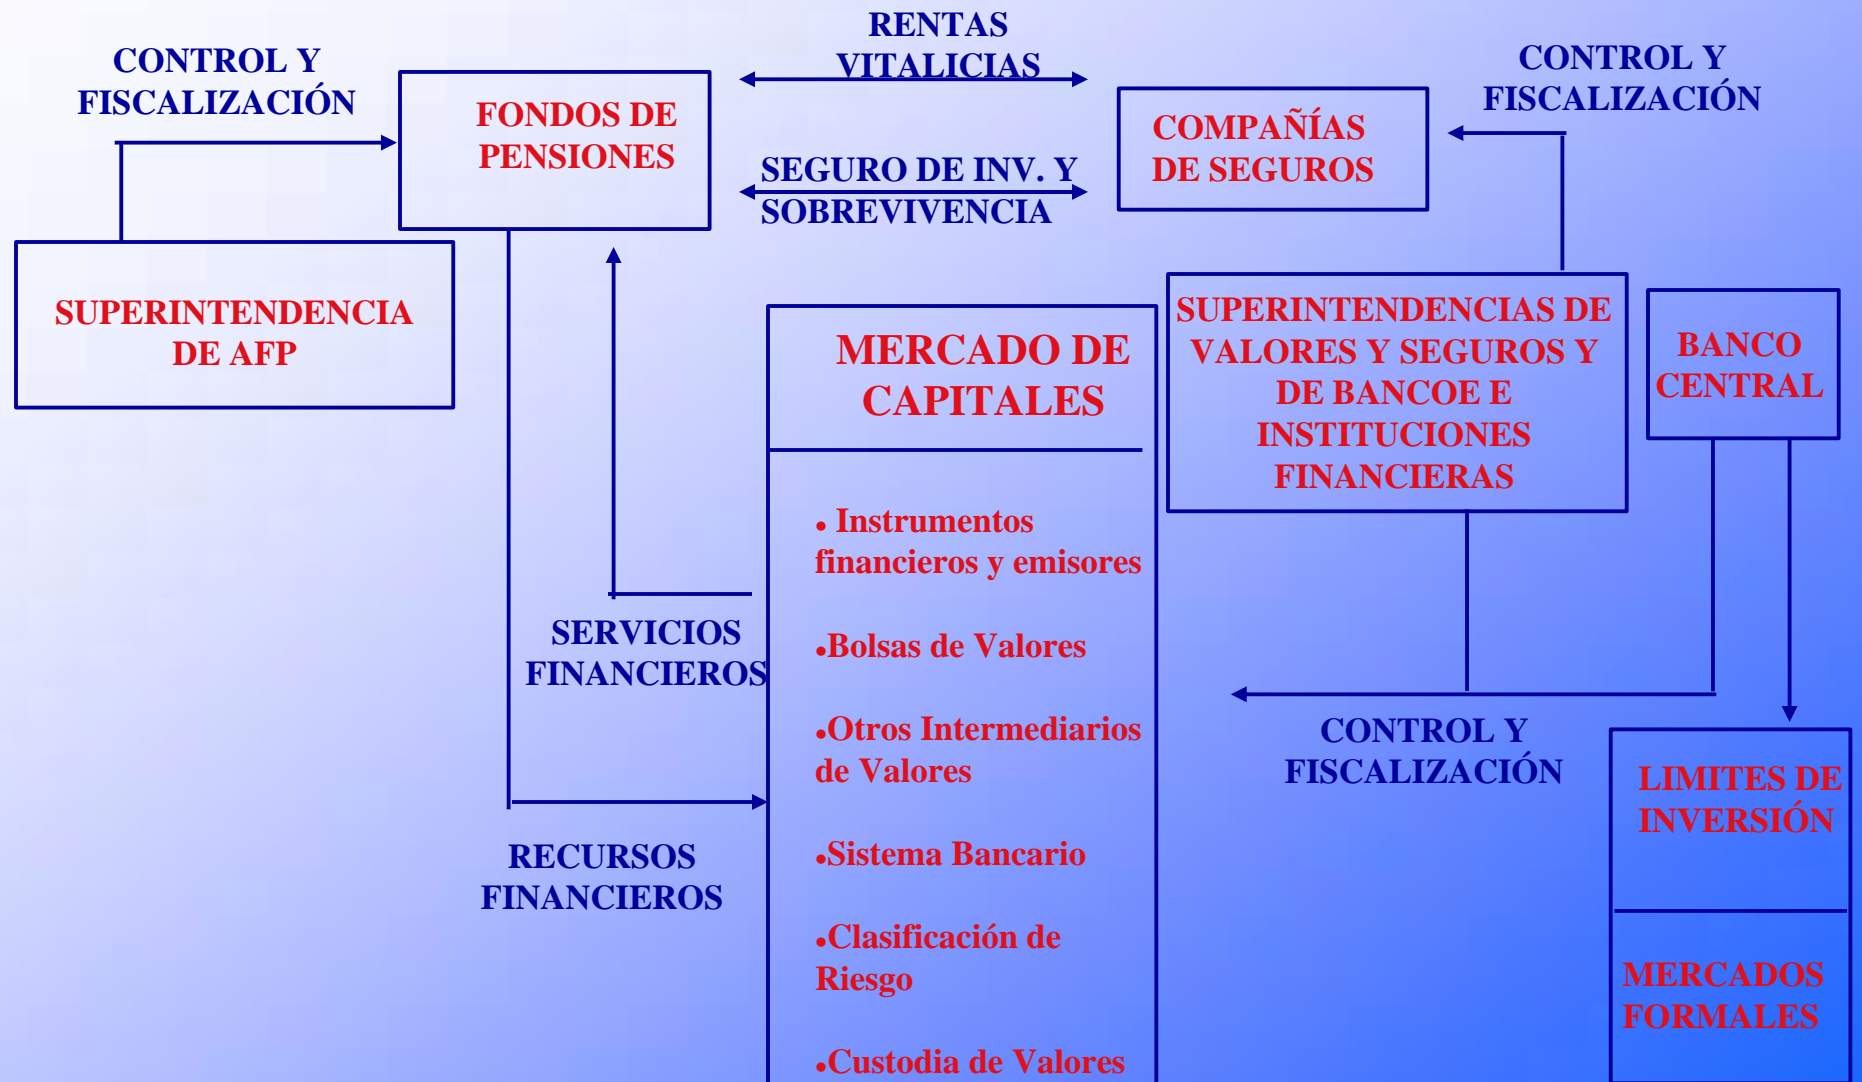 RENTAS
VITALICIAS
CONTROL Y
FISCALIZACIÓN
FONDOS DE
PENSIONES
COMPAÑÍAS
DE SEGUROS
CONTROL Y
FISCALIZACIÓN
SEGURO DE INV. Y
SOBREVIVENCIA
SUPERINTENDENCIA
DE AFP
MERCADO DE
CAPITALES
SUPERINTENDENCIAS DE
VALORES Y SEGUROS Y
DE BANCOE E
INSTITUCIONES
FINANCIERAS
BANCO
CENTRAL
• Instrumentos
financieros y emisores
•Bolsas de Valores
•Otros Intermediarios
de Valores
•Sistema Bancario
•Clasificación de
Riesgo
•Custodia de Valores
SERVICIOS
FINANCIEROS
RECURSOS
FINANCIEROS
CONTROL Y
FISCALIZACIÓN
LIMITES DE
INVERSIÓN
MERCADOS
FORMALES